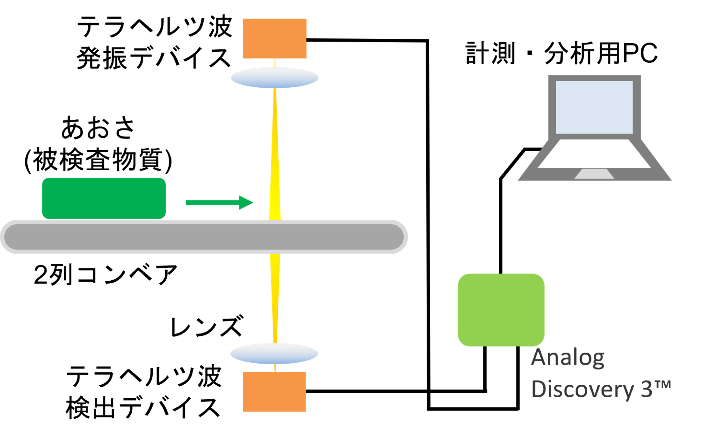 テラヘルツ波
発振デバイス
計測・分析用PC
あおさ
(被検査物質)
2列コンベア
レンズ
テラヘルツ波
検出デバイス
Analog
Discovery 3™